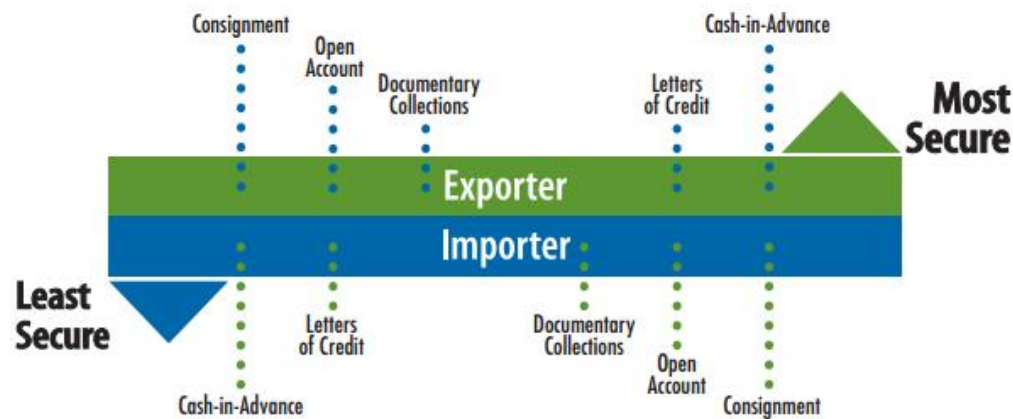 Consignment
Open
Account
Documentary
Collections
Letters
of Credit
Cash-in-Advance
Most
Secure
Exporter
Importer
Least
Secure
Cash-in-Advance
Letters
of Credit
Documentary
Collections
Open
Account
Consignment